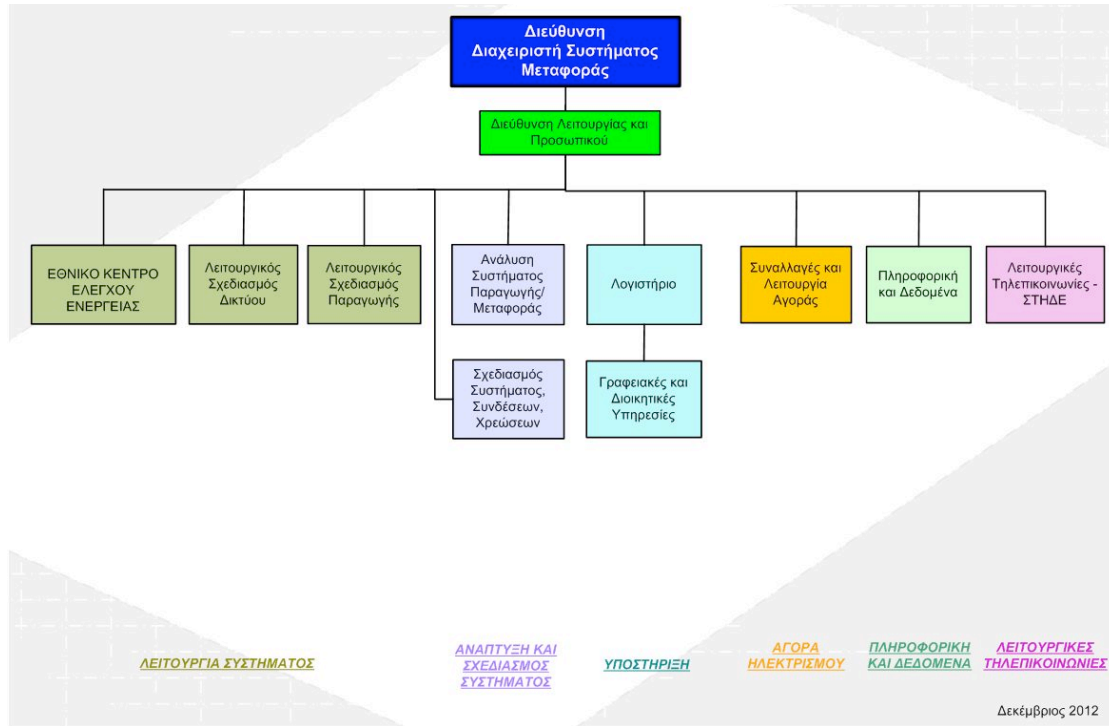 Διεύθυνση
Διαχειριστή Συστήματος
Μεταφοράς
Διεύθυνση Λειτουργίας και
Προσωπικού
ΕΘΝΙΚΟ ΚΕΝΤΡΟ
ΕΛΕΓΧΟΥ
ΕΝΕΡΓΕΙΑΣ
Λειτουργικός
Σχεδιασμός
Δικτύου
Λειτουργικός
Σχεδιασμός
Παραγωγής
Ανάλυση
Συστήματος
Παραγωγής/
Μεταφοράς
Λογιστήριο
Συναλλαγές και
Λειτουργία
Αγοράς
Πληροφορική
και Δεδομένα
Λειτουργικές
Τηλεπικοινωνίες -
ΣΤΗΔΕ
Σχεδιασμός
Συστήματος,
Συνδέσεων,
Χρεώσεων
Γραφειακές και
Διοικητικές
Υπηρεσίες
ΛΕΙΤΟΥΡΓΙΑ ΣΥΣΤΗΜΑΤΟΣ
ΑΝΑΠΤΥΞΗ ΚΑΙ
ΣΧΕΔΙΑΣΜΟΣ
ΣΥΣΤΗΜΑΤΟΣ
ΥΠΟΣΤΗΡΙΞΗ
ΑΓΟΡΑ
ΗΛΕΚΤΡΙΣΜΟΥ
ΠΛΗΡΟΦΟΡΙΚΗ
ΚΑΙ ΔΕΔΟΜΕΝΑ
ΛΕΙΤΟΥΡΓΙΚΕΣ
ΤΗΛΕΠΙΚΟΙΝΩΝΙΕΣ
Δεκέμβριος 2012